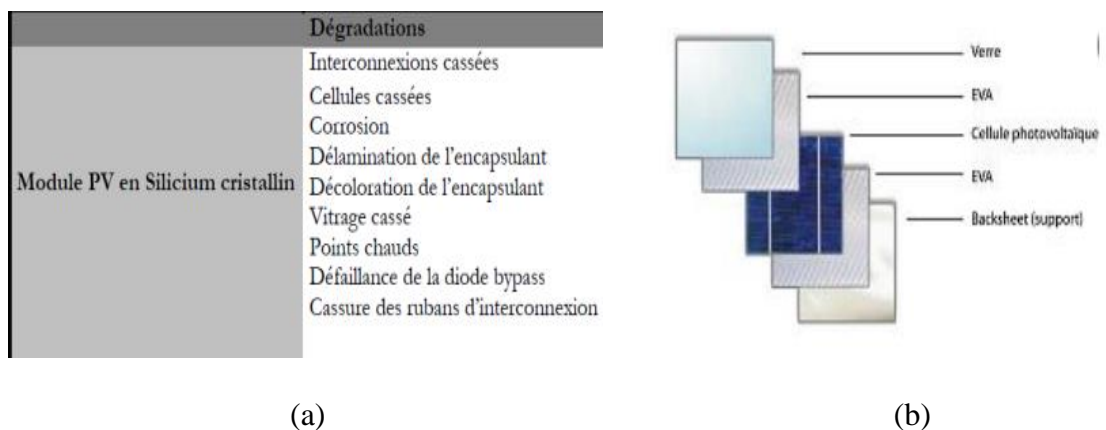 Dégradations
Module PV en Silicium cristallin
Interconnexions cassées
Cellules cassées
Corrosion
Délamination de l'encapsulant
Décoloration de l'encapsulant
Vitrage cassé
Points chauds
Défaillance de la diode bypass
Cassure des rubans d'interconnexion
Verre
EVA
Cellule photovoltaïque
EVA
Backsheet (support)
(a)
(b)